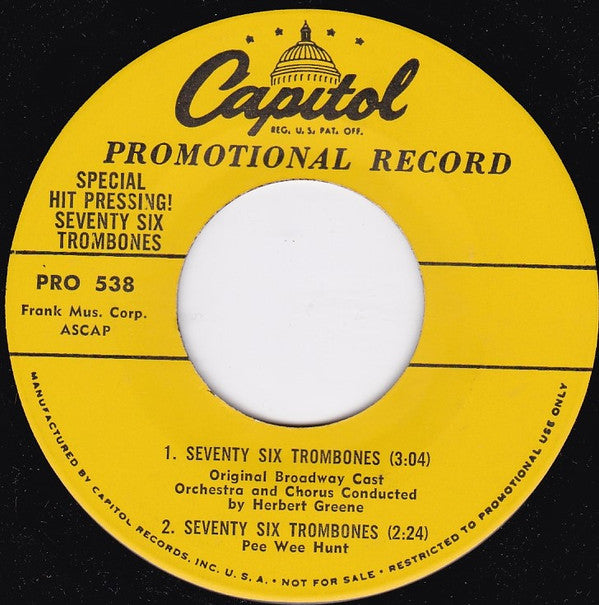 Capitol
REG. U. S. PAT. OFF.
PROMOTIONAL RECORD
SPECIAL
HIT PRESSING!
SEVENTY SIX
TROMBONES
PRO 538
Frank Mus. Corp.
ASCAP
1. SEVENTY SIX TROMBONES (3:04)
Original Broadway Cast
Orchestra and Chorus Conducted
by Herbert Greene
2. SEVENTY SIX TROMBONES (2:24)
Pee Wee Hunt
MANUFACTURED BY CAPITOL RECORDS, INC. U. S. A. • NOT FOR SALE • RESTRICTED TO PROMOTIONAL USE ONLY